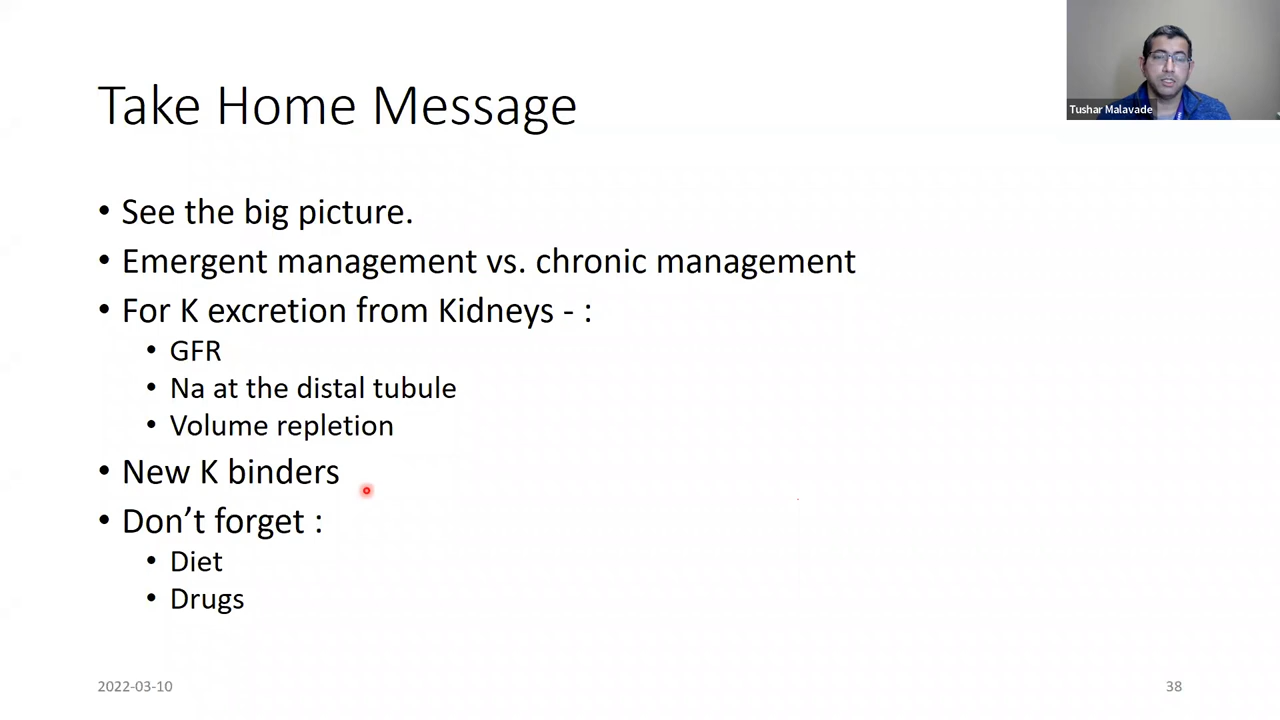 Take Home Message
Tushar Malavade
• See the big picture.
• Emergent management vs. chronic management
• For K excretion from Kidneys - :
• GFR
• Na at the distal tubule
• Volume repletion
• New K binders
• Don’t forget :
• Diet
• Drugs
2022-03-10
38